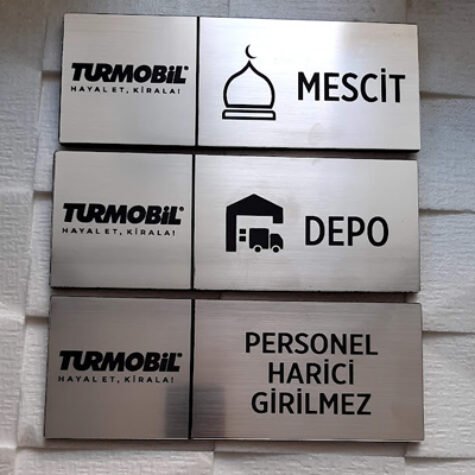 TURMOBİL®
HAYAL ET, KİRALA!
MESCİT
TURMOBİL®
HAYAL ET, KİRALA!
DEPO
TURMOBİL®
HAYAL ET, KİRALA!
PERSONEL
HARİCİ
GİRİLMEZ